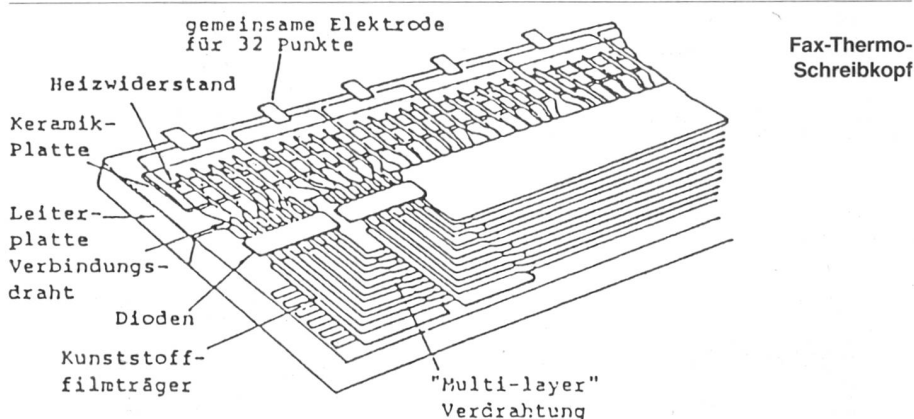 gemeinsame Elektrode
für 32 Punkte
Fax-Thermo-
Schreibkopf
Heizwiderstand
Keramik-
Platte
Leiter-
platte
Verbindungs-
draht
Dioden
Kunststoff-
filmträger
"Multi-layer"
Verdrahtung